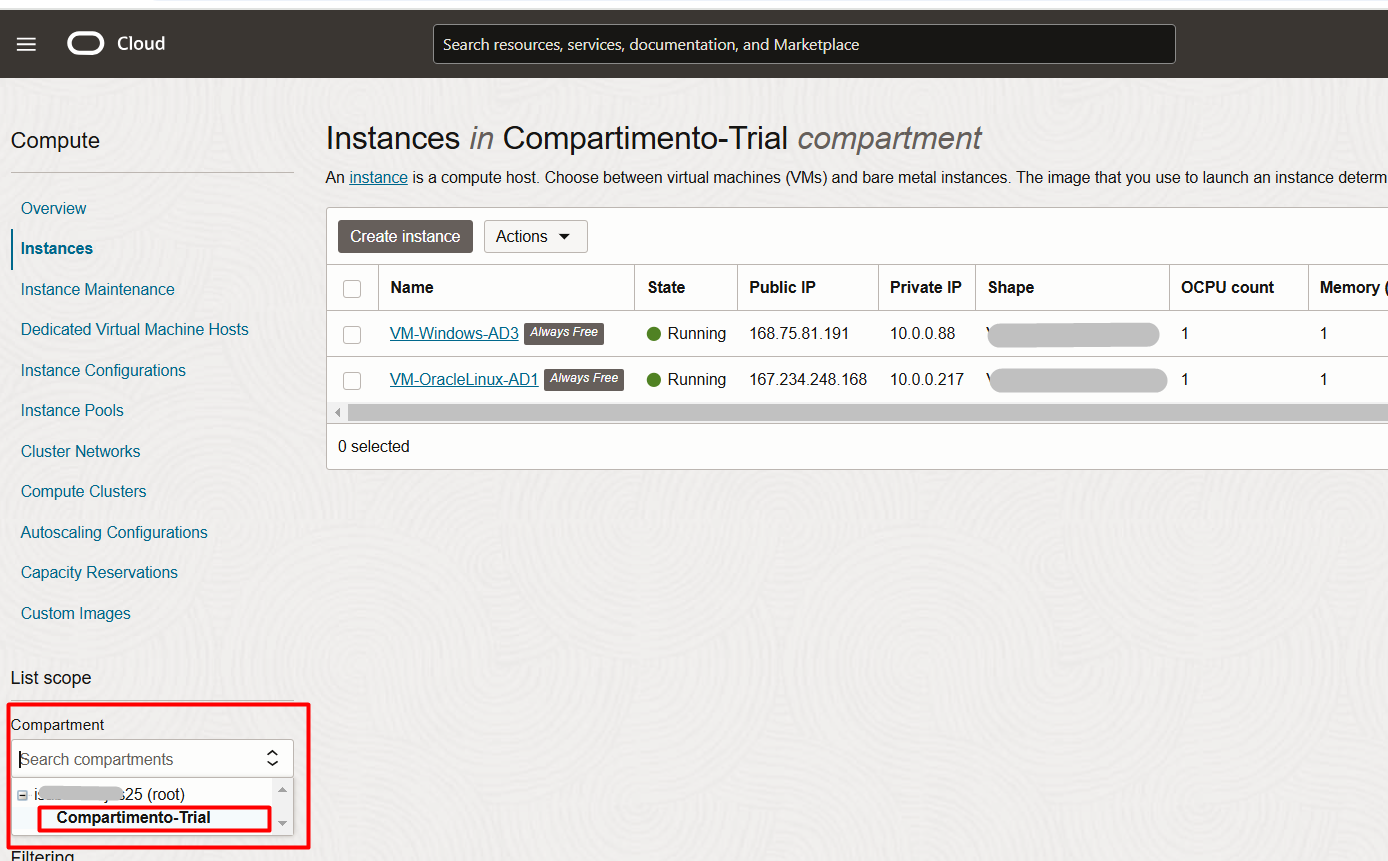 Cloud
Search resources, services, documentation, and Marketplace
Compute
Overview
Instances
Instance Maintenance
Dedicated Virtual Machine Hosts
Instance Configurations
Instance Pools
Cluster Networks
Compute Clusters
Autoscaling Configurations
Capacity Reservations
Custom Images
List scope
Compartment
Search compartments
25 (root)
Compartimento-Trial
Filtering
Instances in Compartimento-Trial compartment
An instance is a compute host. Choose between virtual machines (VMs) and bare metal instances. The image that you use to launch an instance determ
Create instance Actions
Name State Public IP Private IP Shape OCPU count Memory (
VM-Windows-AD3 Always Free Running 168.75.81.191 10.0.0.88 1 1
VM-OracleLinux-AD1 Always Free Running 167.234.248.168 10.0.0.217 1 1
0 selected